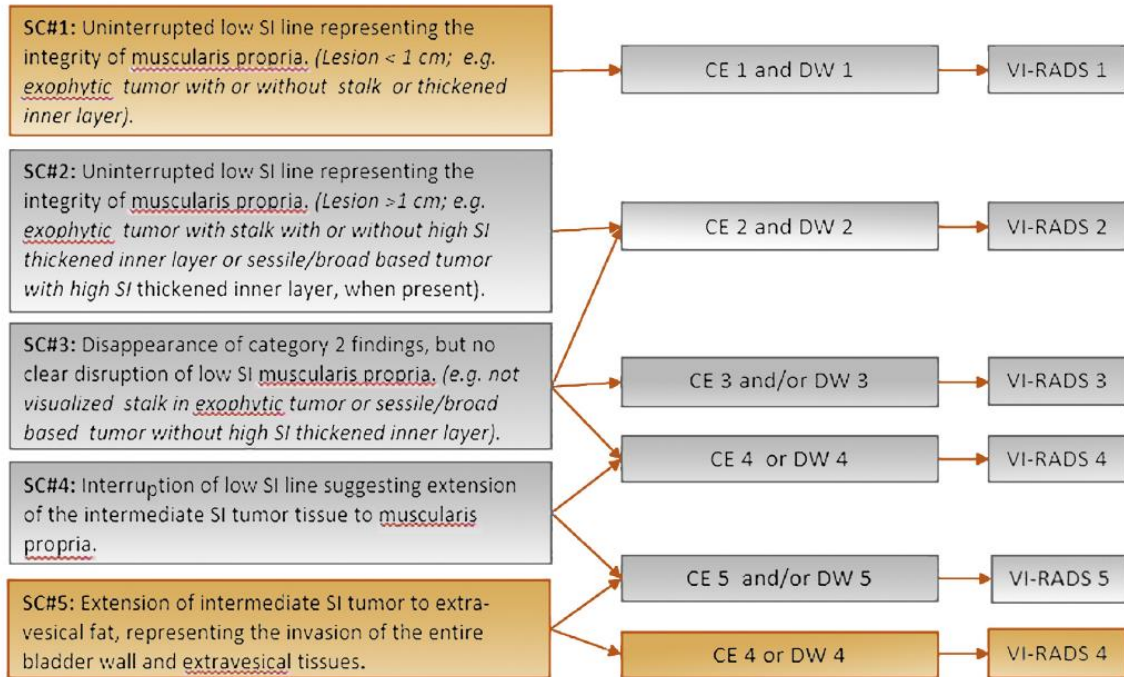 SC#1: Uninterrupted low SI line representing the
integrity of muscularis propria. (Lesion < 1 cm; e.g.
exophytic tumor with or without stalk or thickened
inner layer).
CE 1 and DW 1
VI-RADS 1
SC#2: Uninterrupted low SI line representing the
integrity of muscularis propria. (Lesion >1 cm; e.g.
exophytic tumor with stalk with or without high SI
thickened inner layer or sessile/broad based tumor
with high SI thickened inner layer, when present).
CE 2 and DW 2
VI-RADS 2
SC#3: Disappearance of category 2 findings, but no
clear disruption of low SI muscularis propria. (e.g. not
visualized stalk in exophytic tumor or sessile/broad
based tumor without high SI thickened inner layer).
CE 3 and/or DW 3
VI-RADS 3
CE 4 or DW 4
VI-RADS 4
SC#4: Interruption of low SI line suggesting extension
of the intermediate SI tumor tissue to muscularis
propria.
CE 5 and/or DW 5
VI-RADS 5
SC#5: Extension of intermediate SI tumor to extra-
vesical fat, representing the invasion of the entire
bladder wall and extravesical tissues.
CE 4 or DW 4
VI-RADS 4